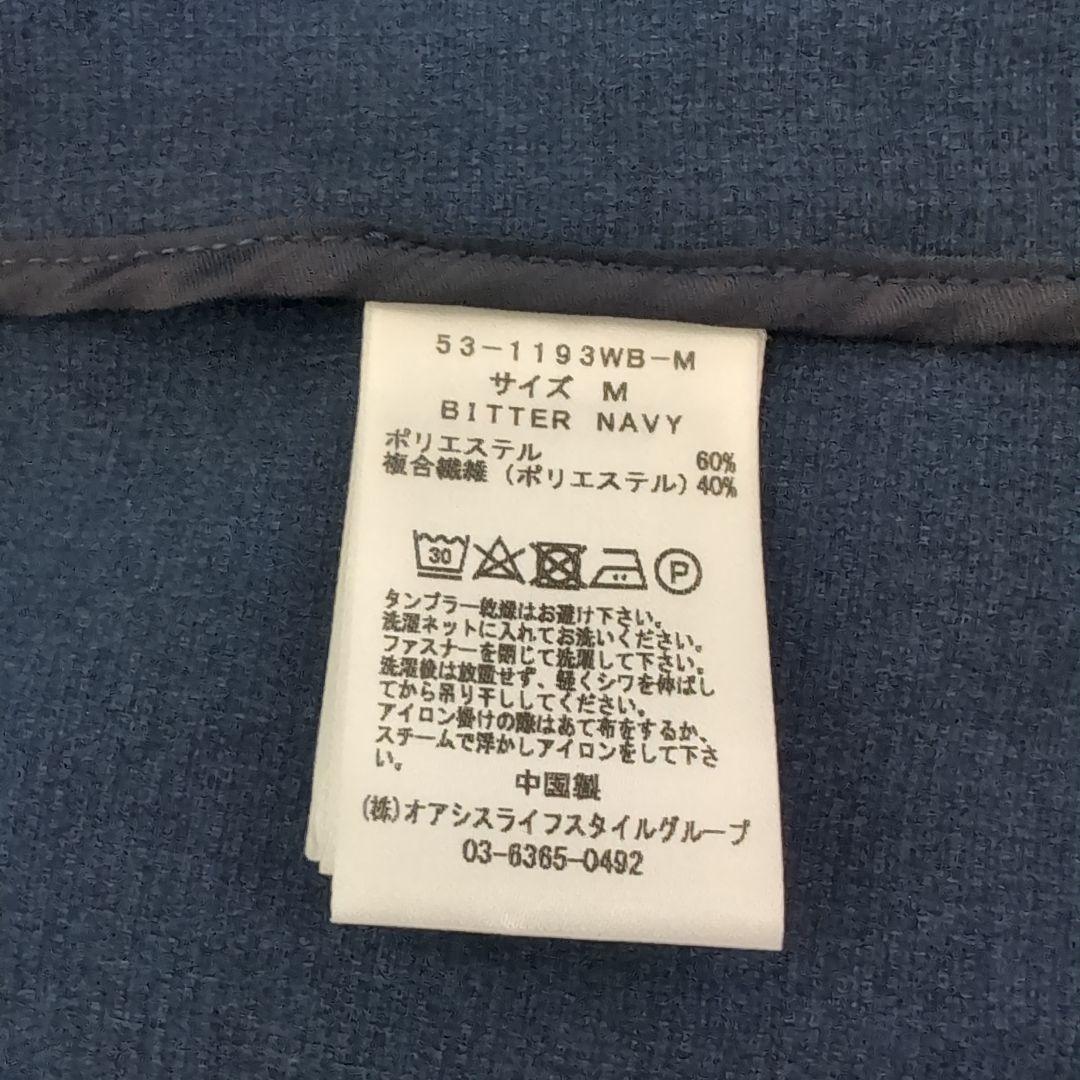 53-1193WB-M
サイズ M
BITTER NAVY
ポリエステル 60%
複合繊維 (ポリエステル) 40%
30 P
タンブラー乾燥はお避け下さい。
洗濯ネットに入れてお洗いください。
ファスナーを閉じて洗濯して下さい。
洗濯後は放置せず、軽くシワを伸ばし
てから吊り干ししてください。
アイロン掛けの際はあて布をするか、
スチームで浮かしアイロンをして下さ
い。
中国製
(株)オアシスライフスタイルグループ
03-6365-0492